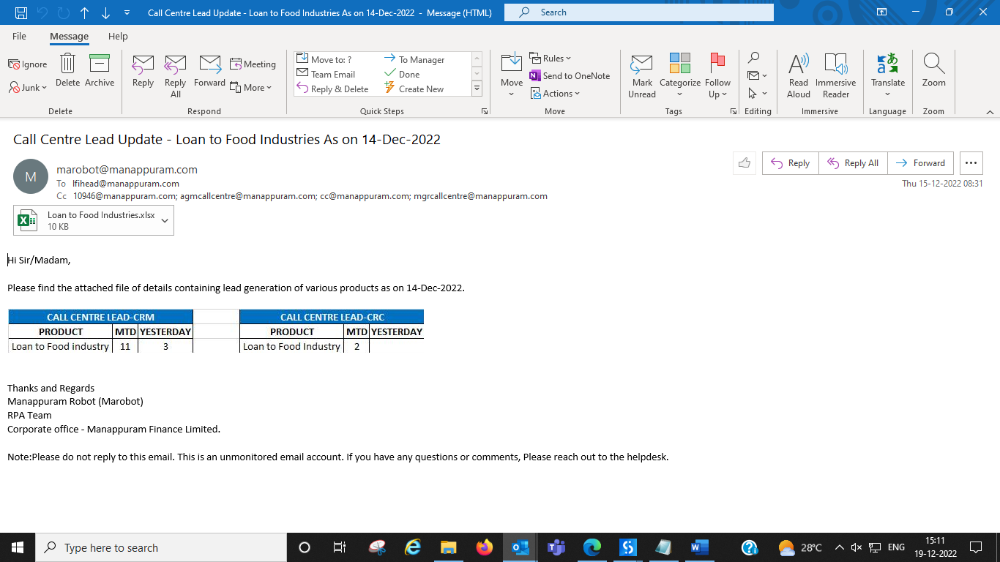 Call Centre Lead Update - Loan to Food Industries As on 14-Dec-2022 - Message (HTML)
Search
File Message Help
Ignore
Junk
Delete
Archive
Reply
Reply All
Forward
Meeting
More
Move to: ?
Team Email
Reply & Delete
To Manager
Done
Create New
Move
Rules
Send to OneNote
Actions
Mark Unread
Categorize
Follow Up
Read Aloud
Immersive Reader
Translate
Zoom
Delete Respond Quick Steps Move Tags Editing Immersive Language Zoom
Call Centre Lead Update - Loan to Food Industries As on 14-Dec-2022
M
marobot@manappuram.com
To lfihead@manappuram.com
Cc 10946@manappuram.com; agmcallcentre@manappuram.com; cc@manappuram.com; mgrcallcentre@manappuram.com
Reply Reply All Forward
Thu 15-12-2022 08:31
Loan to Food Industries.xlsx
10 KB
Hi Sir/Madam,
Please find the attached file of details containing lead generation of various products as on 14-Dec-2022.
CALL CENTRE LEAD-CRM CALL CENTRE LEAD-CRC
PRODUCT MTD YESTERDAY PRODUCT MTD YESTERDAY
Loan to Food industry 11 3 Loan to Food Industry 2
Thanks and Regards
Manappuram Robot (Marobot)
RPA Team
Corporate office - Manappuram Finance Limited.
Note:Please do not reply to this email. This is an unmonitored email account. If you have any questions or comments, Please reach out to the helpdesk.
Type here to search
28°C
ENG
15:11
19-12-2022